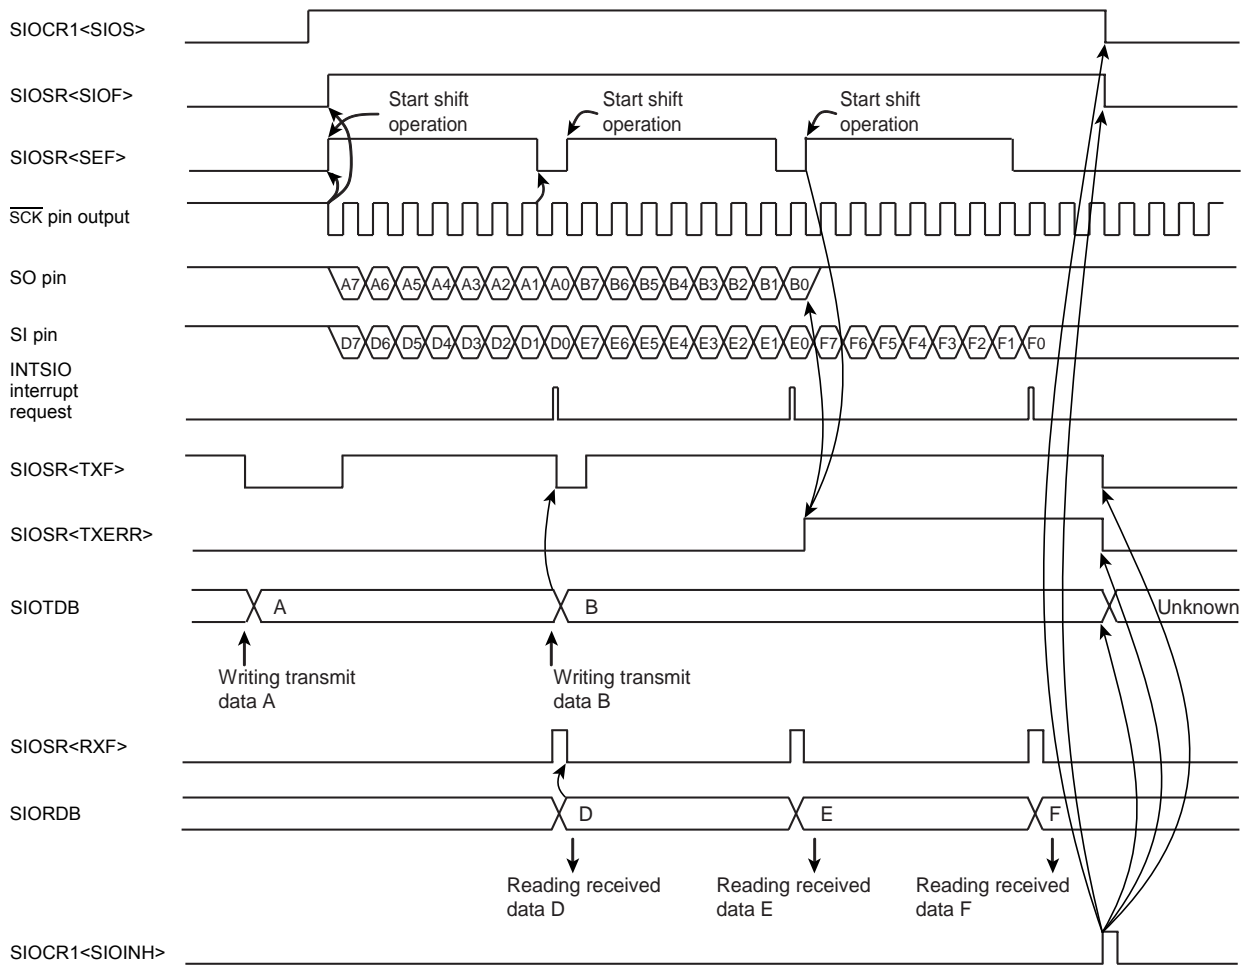 SIOCR1<SIOS>
SIOSR<SIOF>
Start shift
operation
Start shift
operation
Start shift
operation
SIOSR<SEF>
SCK pin output
SO pin
A7 A6 A5 A4 A3 A2 A1 A0 B7 B6 B5 B4 B3 B2 B1 B0
SI pin
D7 D6 D5 D4 D3 D2 D1 D0 E7 E6 E5 E4 E3 E2 E1 E0 F7 F6 F5 F4 F3 F2 F1 F0
INTSIO
interrupt
request
SIOSR<TXF>
SIOSR<TXERR>
SIOTDB A B Unknown
Writing transmit
data A
Writing transmit
data B
SIOSR<RXF>
SIORDB D E F
Reading received
data D
Reading received
data E
Reading received
data F
SIOCR1<SIOINH>